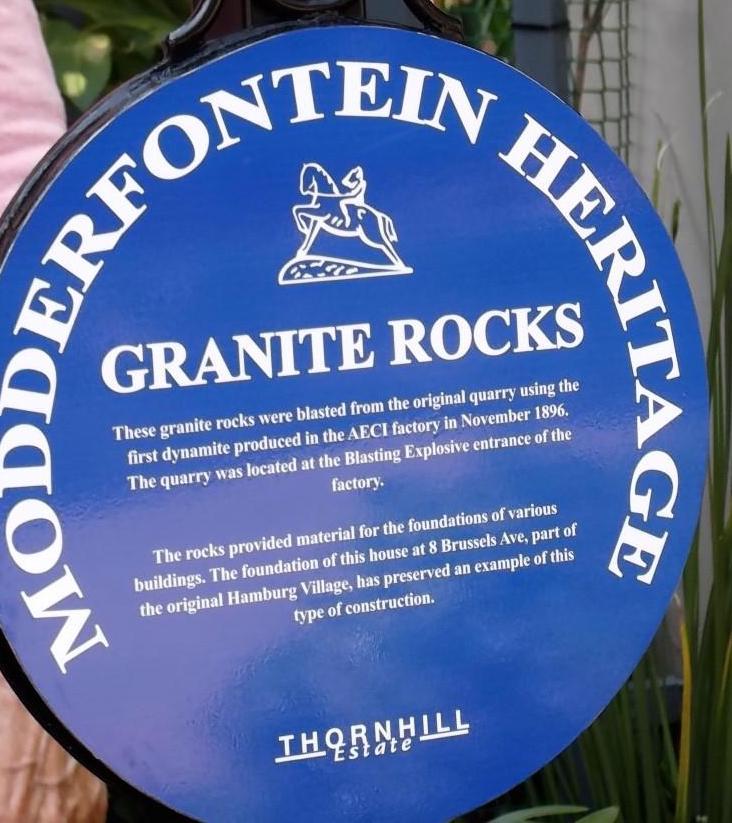 MODDERFONTEIN HERITAGE
GRANITE ROCKS
These granite rocks were blasted from the original quarry using the
first dynamite produced in the AECI factory in November 1896.
The quarry was located at the Blasting Explosive entrance of the
factory.
The rocks provided material for the foundations of various
buildings. The foundation of this house at 8 Brussels Ave, part of
the original Hamburg Village, has preserved an example of this
type of construction.
THORNHILL
Estate